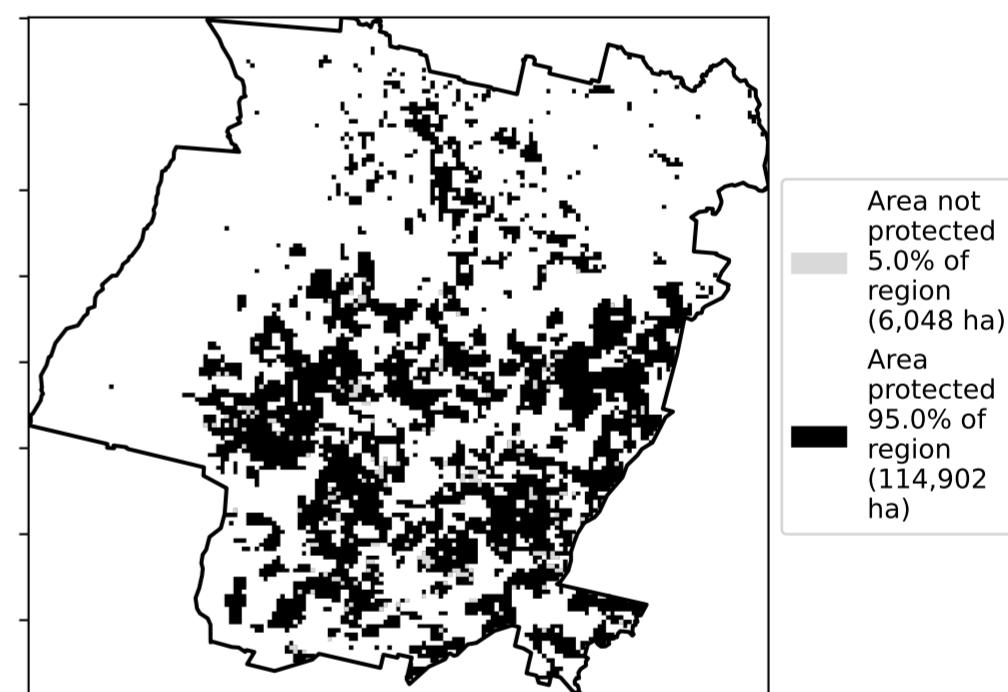 Area not
protected
5.0% of
region
(6,048 ha)
Area
protected
95.0% of
region
(114,902
ha)